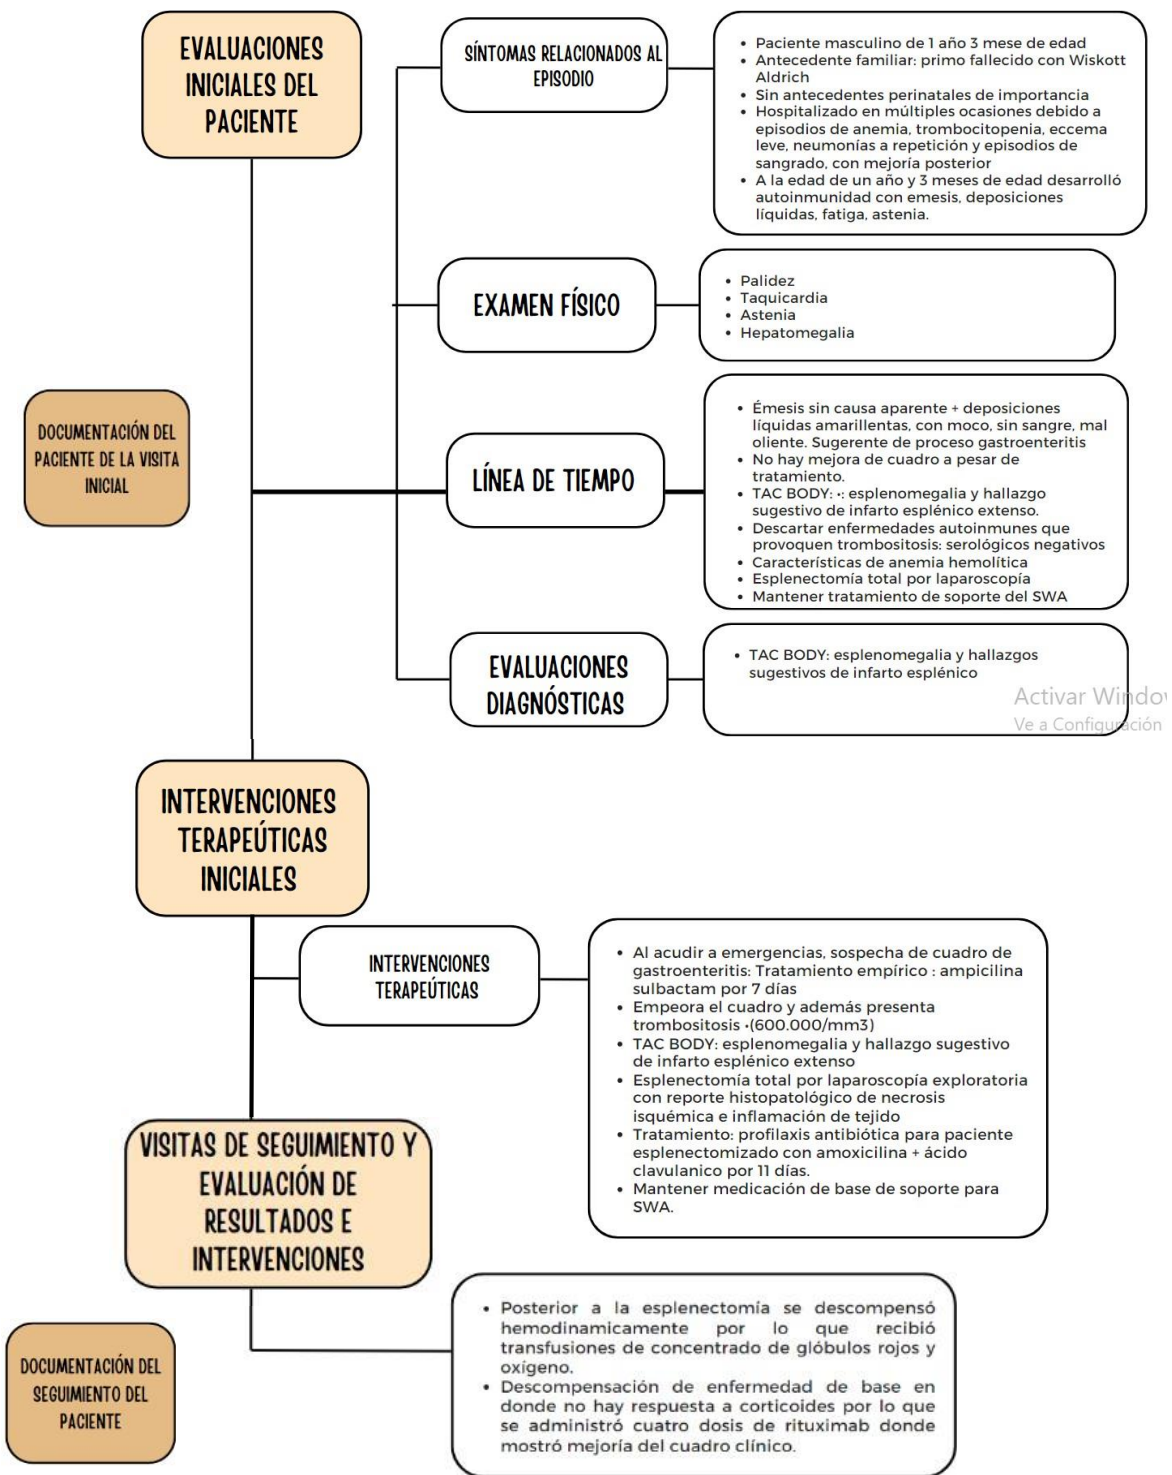 EVALUACIONES
INICIALES DEL
PACIENTE
SÍNTOMAS RELACIONADOS AL
EPISODIO
• Paciente masculino de 1 año 3 mese de edad
• Antecedente familiar: primo fallecido con Wiskott
Aldrich
• Sin antecedentes perinatales de importancia
• Hospitalizado en múltiples ocasiones debido a
episodios de anemia, trombocitopenia, eccema
leve, neumonías a repetición y episodios de
sangrado, con mejoría posterior
• A la edad de un año y 3 meses de edad desarrolló
autoinmunidad con emesis, deposiciones
líquidas, fatiga, astenia.
EXAMEN FÍSICO
• Palidez
• Taquicardia
• Astenia
• Hepatomegalia
DOCUMENTACIÓN DEL
PACIENTE DE LA VISITA
INICIAL
LÍNEA DE TIEMPO
• Émesis sin causa aparente + deposiciones
líquidas amarillentas, con moco, sin sangre, mal
oliente. Sugerente de proceso gastroenteritis
• No hay mejora de cuadro a pesar de
tratamiento.
• TAC BODY: •: esplenomegalia y hallazgo
sugestivo de infarto esplénico extenso.
• Descartar enfermedades autoinmunes que
provoquen trombositosis: serológicos negativos
• Características de anemia hemolítica
• Esplenectomía total por laparoscopía
• Mantener tratamiento de soporte del SWA
EVALUACIONES
DIAGNÓSTICAS
• TAC BODY: esplenomegalia y hallazgos
sugestivos de infarto esplénico
Activar Window
Ve a Configuración
INTERVENCIONES
TERAPEÚTICAS
INICIALES
INTERVENCIONES
TERAPEÚTICAS
• Al acudir a emergencias, sospecha de cuadro de
gastroenteritis: Tratamiento empírico : ampicilina
sulbactam por 7 días
• Empeora el cuadro y además presenta
trombositosis •(600.000/mm3)
• TAC BODY: esplenomegalia y hallazgo sugestivo
de infarto esplénico extenso
• Esplenectomía total por laparoscopía exploratoria
con reporte histopatológico de necrosis
isquémica e inflamación de tejido
• Tratamiento: profilaxis antibiótica para paciente
esplenectomizado con amoxicilina + ácido
clavulanico por 11 días.
• Mantener medicación de base de soporte para
SWA.
VISITAS DE SEGUIMIENTO Y
EVALUACIÓN DE
RESULTADOS E
INTERVENCIONES
DOCUMENTACIÓN DEL
SEGUIMIENTO DEL
PACIENTE
• Posterior a la esplenectomía se descompensó
hemodinamicamente por lo que recibió
transfusiones de concentrado de glóbulos rojos y
oxígeno.
• Descompensación de enfermedad de base en
donde no hay respuesta a corticoides por lo que
se administró cuatro dosis de rituximab donde
mostró mejoría del cuadro clínico.